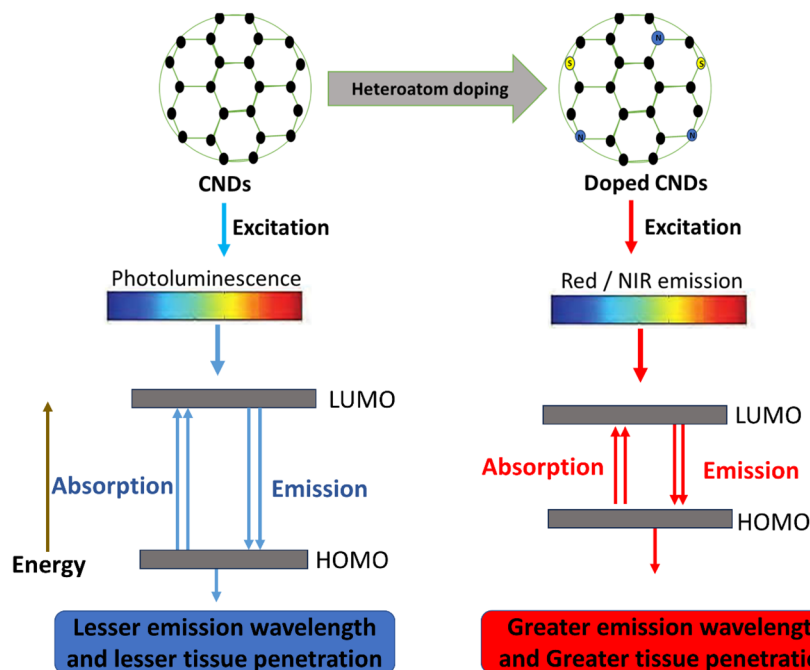 N
S
S
N
N
Heteroatom doping
CNDs
Doped CNDs
Excitation
Excitation
Photoluminescence
Red / NIR emission
LUMO
LUMO
Absorption
Emission
Absorption
Emission
HOMO
HOMO
Energy
Lesser emission wavelength
and lesser tissue penetration
Greater emission wavelengt
and Greater tissue penetratio